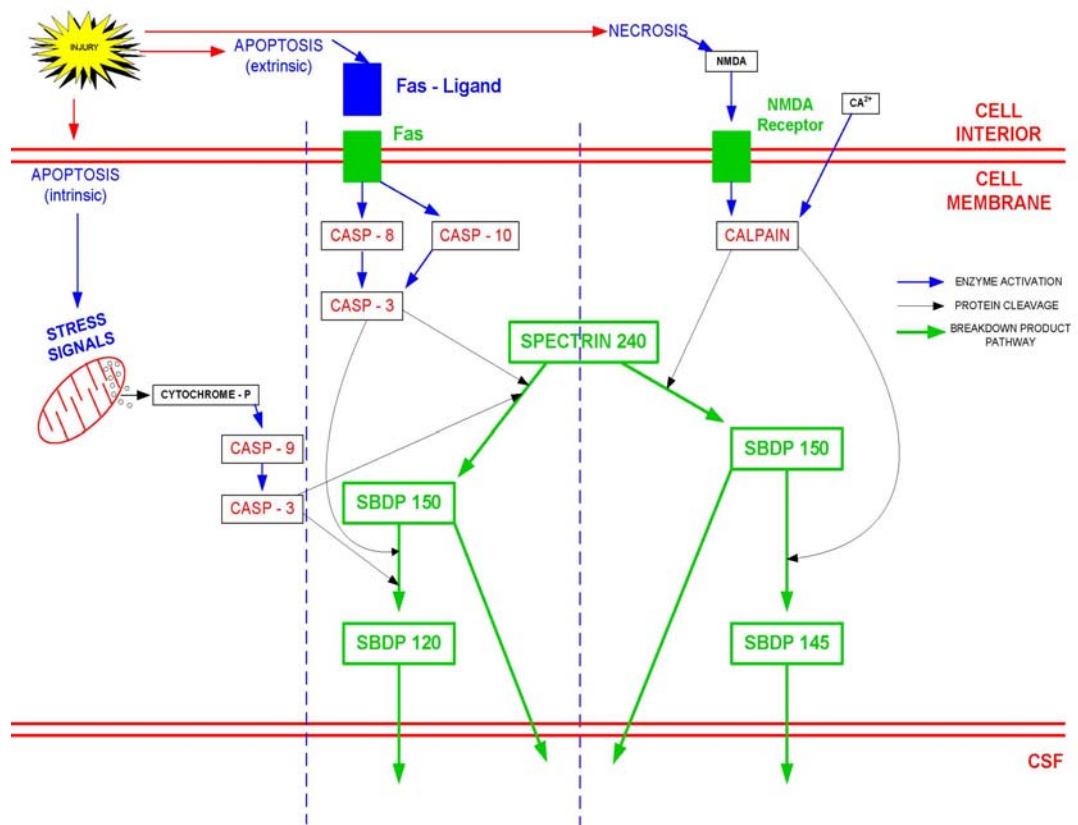 INJURY
APOPTOSIS
(extrinsic)
NECROSIS
NMDA
Fas - Ligand
Fas
NMDA
Receptor
CA2+
CELL
INTERIOR
CELL
MEMBRANE
APOPTOSIS
(intrinsic)
CASP - 8
CASP - 10
CALPAIN
CASP - 3
ENZYME ACTIVATION
PROTEIN CLEAVAGE
BREAKDOWN PRODUCT
PATHWAY
STRESS
SIGNALS
SPECTRIN 240
CYTOCHROME - P
CASP - 9
SBDP 150
CASP - 3
SBDP 150
SBDP 120
SBDP 145
CSF